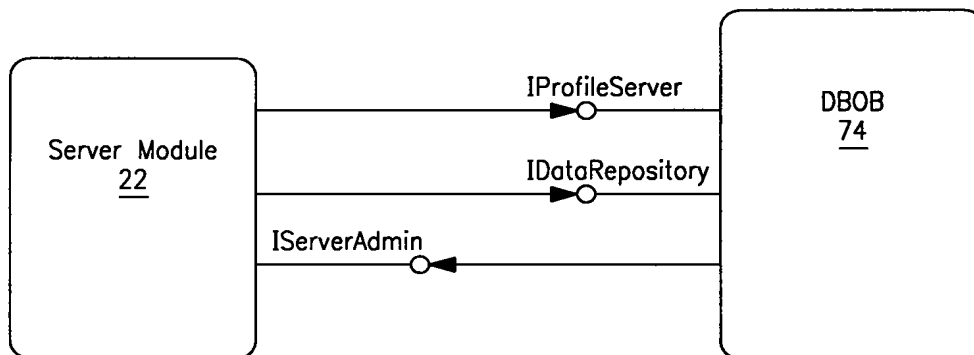 IProfileServer
DBOB
74
Server Module
22
IDataRepository
IServerAdmin